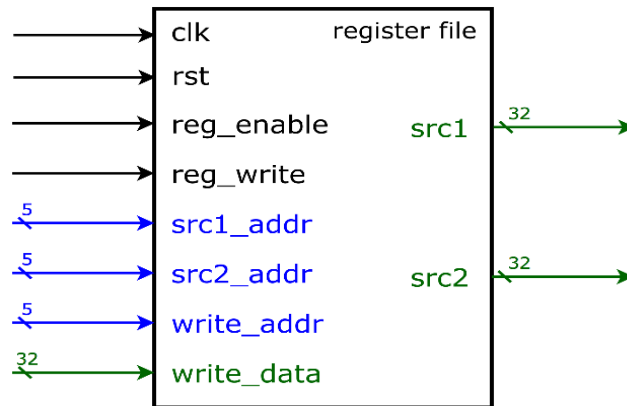 clk
register file
rst
reg_enable
src1
32
reg_write
5
src1_addr
5
src2_addr
src2
32
5
write_addr
32
write_data